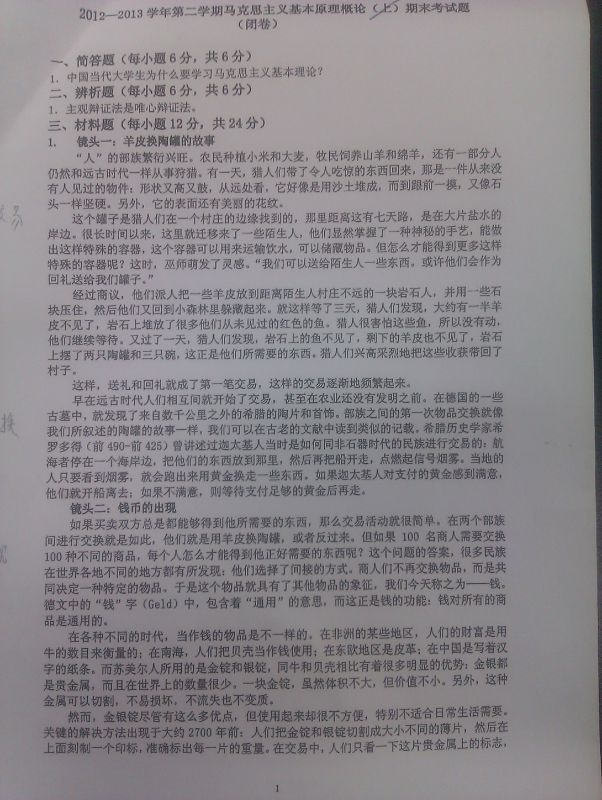 2012—2013学年第二学期马克思主义基本原理概论（上）期末考试题
（闭卷）
一、简答题（每小题6分，共6分）
1．中国当代大学生为什么要学习马克思主义基本理论？
二、辨析题（每小题6分，共6分）
1．主观辩证法是唯心辩证法。
三、材料题（每小题12分，共24分）
1. 镜头一：羊皮换陶罐的故事
“人”的部族繁衍兴旺。农民种植小米和大麦，牧民饲养山羊和绵羊，还有一部分人
仍然和远古时代一样从事狩猎。有一天，猎人们带了令人吃惊的东西回来，那是一件从来没
有人见过的物件：形状又高又鼓，从远处看，它好像是用沙土堆成，而到跟前一摸，又像石
头一样坚硬。另外，它的表面还有美丽的花纹。
这个罐子是猎人们在一个村庄的边缘找到的，那里距离这有七天路，是在大片盐水的
岸边。很长时间以来，这里就迁移来了一些陌生人，他们显然掌握了一种神秘的手艺，能做
出这样特殊的容器，这个容器可以用来运输饮水，可以储藏物品。但怎么才能得到更多这样
特殊的容器呢？这时，巫师萌发了灵感。“我们可以送给陌生人一些东西，或许他们会作为
回礼送给我们罐子。”
经过商议，他们派人把一些羊皮放到距离陌生人村庄不远的一块岩石人，并用一些石
块压住，然后他们又回到小森林里躲藏起来。就这样等了三天，猎人们发现，大约有一半羊
皮不见了，岩石上堆放了很多他们从未见过的红色的鱼。猎人很害怕这些鱼，所以没有动，
他们继续等待。又过了一天，猎人们发现，岩石上的鱼不见了，剩下的羊皮也不见了，岩石
上摆了两只陶罐和三只碗，这正是他们所需要的东西。猎人们兴高采烈地把这些收获带回了
村子。
这样，送礼和回礼就成了第一笔交易，这样的交易逐渐地频繁起来。
早在远古时代人们相互间就开始了交易，甚至在农业还没有发明之前。在德国的一些
古墓中，就发现了来自数千公里之外的希腊的陶片和首饰。部族之间的第一次物品交换就像
我们所叙述的陶罐的故事一样，我们可以在古老的文献中读到类似的记载。希腊历史学家希
罗多得（前490-前425）曾讲述过迦太基人当时是如何同非石器时代的民族进行交易的：航
海者停在一个海岸边，把他们的东西放到那里，然后再把船开走，点燃起信号烟雾。当地的
人只要看到烟雾，就会跑出来用黄金换走一些东西。如果迦太基人对支付的黄金感到满意，
他们就开船离去；如果不满意，则等待支付足够的黄金后再走。
镜头二：钱币的出现
如果买卖双方总是都能够得到他所需要的东西，那么交易活动就很简单。在两个部族
间进行交换就是如此，他们就是用羊皮换陶罐，或者反过来。但如果 100 名商人需要交换
100 种不同的商品，每个人怎么才能得到他正好需要的东西呢？这个问题的答案，很多民族
在世界各地不同的地方都有所发现：他们选择了间接的方式。商人们不再交换物品，而是共
同决定一种特定的物品。于是这个物品就具有了其他物品的象征，我们今天称之为——钱。
德文中的“钱”字（Geld）中，包含着“通用”的意思，而这正是钱的功能：钱对所有的商
品是通用的。
在各种不同的时代，当作钱的物品是不一样的。在非洲的某些地区，人们的财富是用
牛的数目来衡量的；在南海，人们把贝壳当作钱使用；在东欧地区是皮革；在中国是写着汉
字的纸条。而苏美尔人所用的是金锭和银锭，同牛和贝壳相比有着很多明显的优势：金银都
是贵金属，而且在世界上的数量很少。一块金锭，虽然体积不大，但价值不小。另外，这种
金属可以切割，不易损坏，不流失也不变质。
然而，金银锭尽管有这么多优点，但使用起来却很不方便，特别不适合日常生活需要。
关键的解决方法出现于大约 2700 年前：人们把金锭和银锭切割成大小不同的薄片，然后在
上面刻制一个印标，准确标出每一片的重量。在交易中，人们只看一下这片贵金属上的标志，
1
换